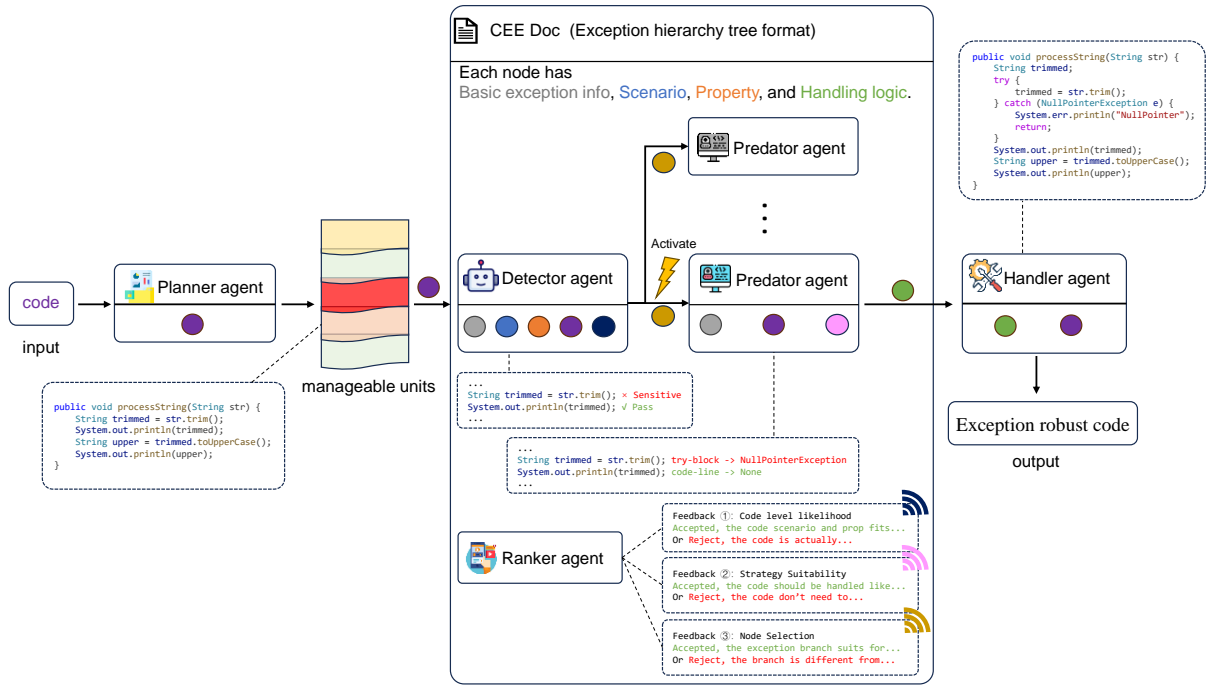 CEE Doc (Exception hierarchy tree format)
Each node has
Basic exception info, Scenario, Property, and Handling logic.
Predator agent
Activate
code
input
Planner agent
manageable units
Detector agent
Predator agent
Handler agent
public void processString(String str) {
String trimmed;
try {
trimmed = str.trim();
} catch (NullPointerException e) {
System.err.println("NullPointer");
return;
}
System.out.println(trimmed);
String upper = trimmed.toUpperCase();
System.out.println(upper);
}
public void processString(String str) {
String trimmed = str.trim();
System.out.println(trimmed);
String upper = trimmed.toUpperCase();
System.out.println(upper);
}
...
String trimmed = str.trim(); × Sensitive
System.out.println(trimmed); √ Pass
...
...
String trimmed = str.trim(); try-block -> NullPointerException
System.out.println(trimmed); code-line -> None
...
Exception robust code
output
Ranker agent
Feedback ①: Code level likelihood
Accepted, the code scenario and prop fits...
Or Reject, the code is actually...
Feedback ②: Strategy Suitability
Accepted, the code should be handled like...
Or Reject, the code don't need to...
Feedback ③: Node Selection
Accepted, the exception branch suits for...
Or Reject, the branch is different from...